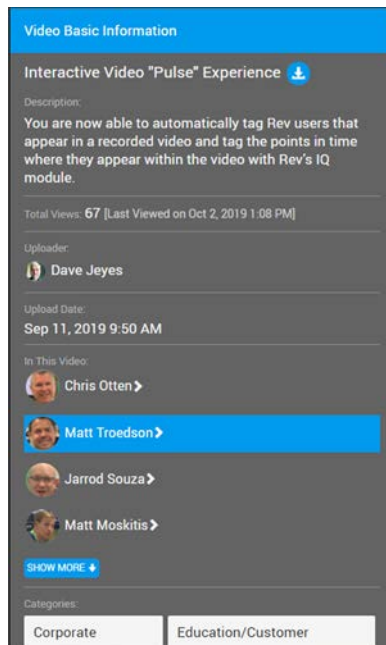 Video Basic Information
Interactive Video "Pulse" Experience
Description:
You are now able to automatically tag Rev users that
appear in a recorded video and tag the points in time
where they appear within the video with Rev's IQ
module.
Total Views: 67 [Last Viewed on Oct 2, 2019 1:08 PM]
Uploader:
Dave Jeyes
Upload Date:
Sep 11, 2019 9:50 AM
In This Video:
Chris Otten
Matt Troedson
Jarrod Souza
Matt Moskitis
SHOW MORE
Categories:
Corporate Education/Customer